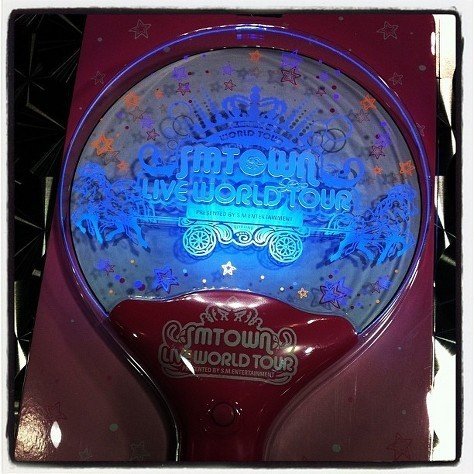 WORLD TOUR
SMTOWN
LIVE WORLD TOUR
PRESENTED BY S.M.ENTERTAINMENT
SMTOWN
LIVE WORLD TOUR
PRESENTED BY S.M.ENTERTAINMENT